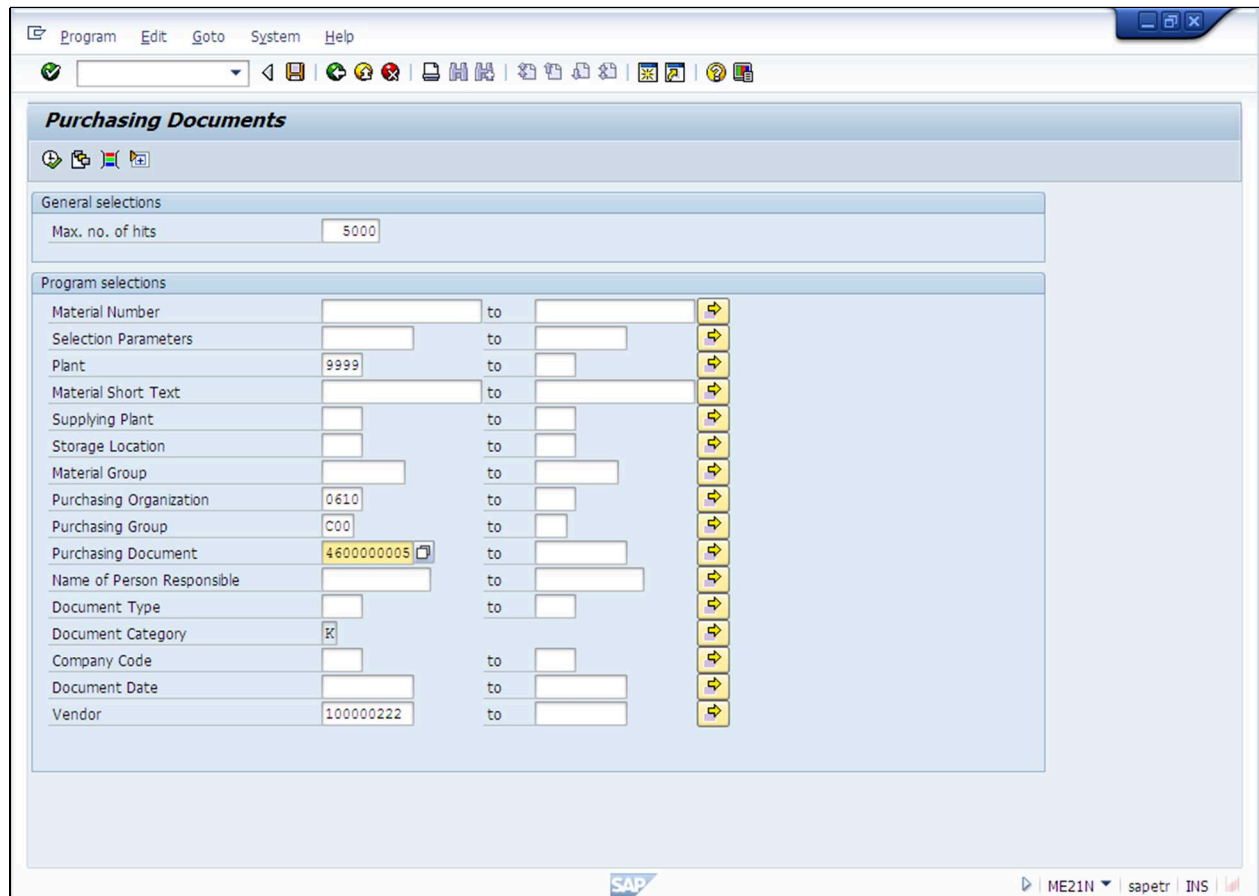 Program Edit Goto System Help
Purchasing Documents
General selections
Max. no. of hits 5000
Program selections
Material Number to
Selection Parameters to
Plant 9999 to
Material Short Text to
Supplying Plant to
Storage Location to
Material Group to
Purchasing Organization 0610 to
Purchasing Group C00 to
Purchasing Document 4600000005 to
Name of Person Responsible to
Document Type to
Document Category K
Company Code to
Document Date to
Vendor 100000222 to
SAP ME21N sapetr INS